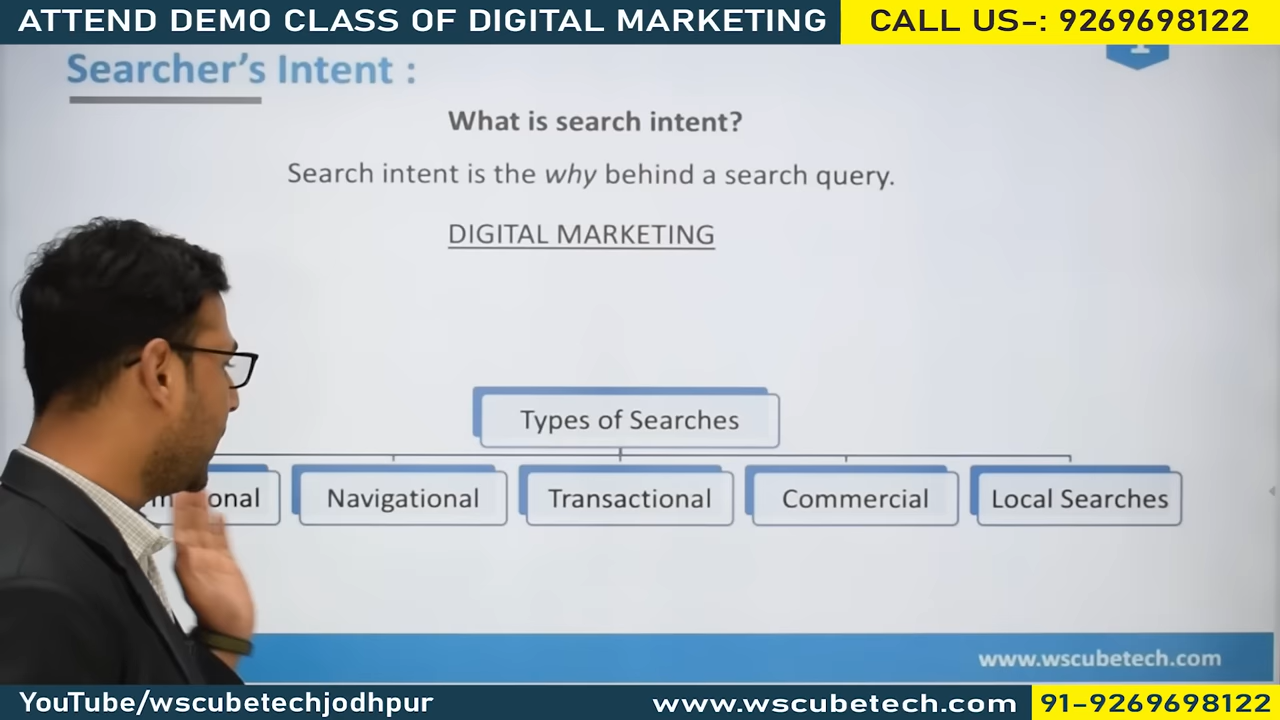 ATTEND DEMO CLASS OF DIGITAL MARKETING
CALL US-: 9269698122
1
Searcher's Intent :
What is search intent?
Search intent is the why behind a search query.
DIGITAL MARKETING
Types of Searches
Navigational
Transactional
Commercial
Local Searches
www.wscubetech.com
YouTube/wscubetechjodhpur
www.wscubetech.com
91-9269698122